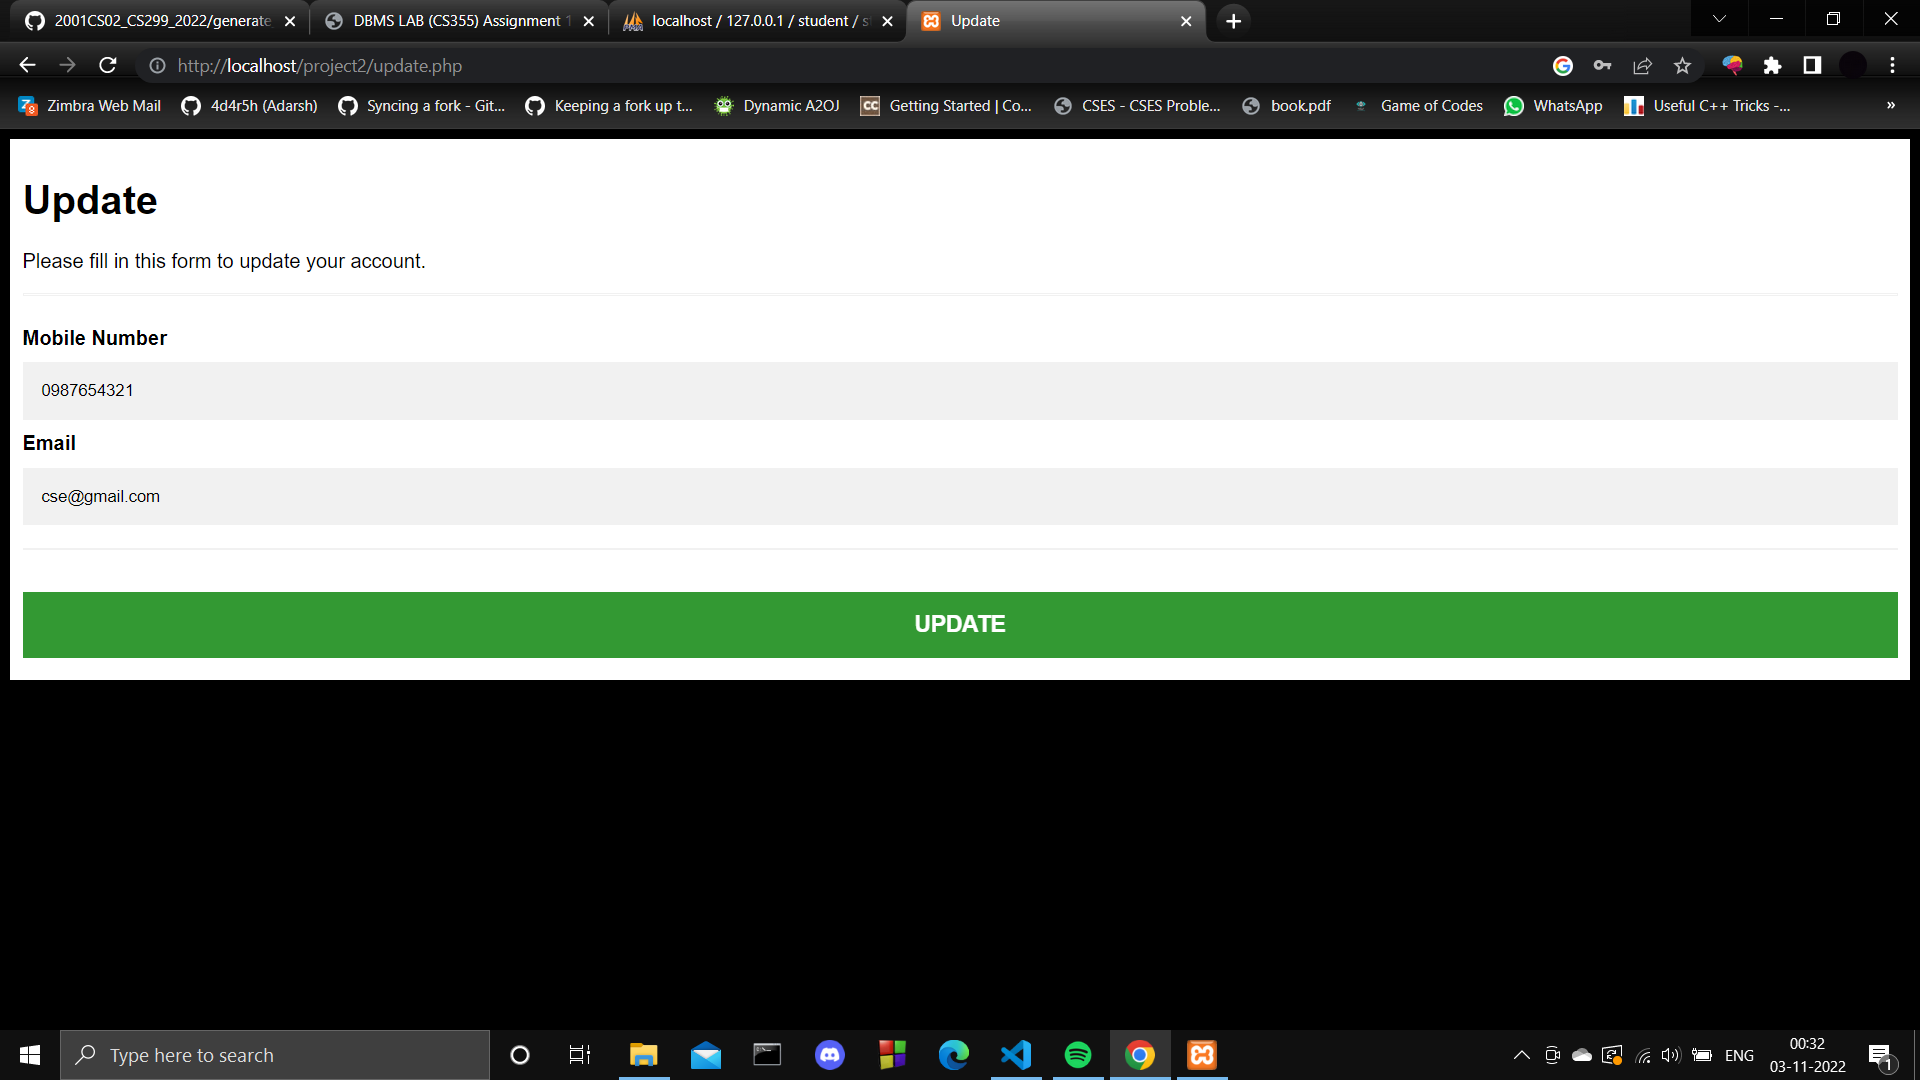 2001CS02_CS299_2022/generate
DBMS LAB (CS355) Assignment 1
localhost / 127.0.0.1 / student / s
Update
http://localhost/project2/update.php
Zimbra Web Mail
4d4r5h (Adarsh)
Syncing a fork - Git...
Keeping a fork up t...
Dynamic A2OJ
CC
Getting Started | Co...
CSES - CSES Proble...
book.pdf
Game of Codes
WhatsApp
Useful C++ Tricks -...
»
Update
Please fill in this form to update your account.
Mobile Number
0987654321
Email
cse@gmail.com
UPDATE
Type here to search
ENG
00:32
03-11-2022
1